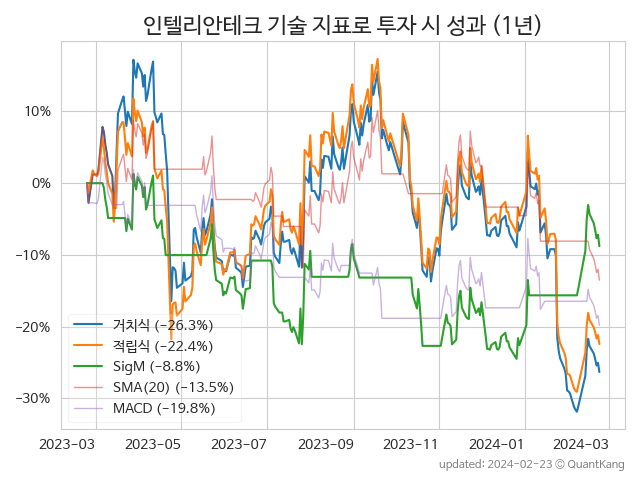 인텔리안테크 기술 지표로 투자 시 성과 (1년)
10%
0%
−10%
−20%
−30%
거치식 (−26.3%)
적립식 (−22.4%)
SigM (−8.8%)
SMA(20) (−13.5%)
MACD (−19.8%)
2023−03
2023−05
2023−07
2023−09
2023−11
2024−01
2024−03
updated: 2024−02−23 © QuantKang